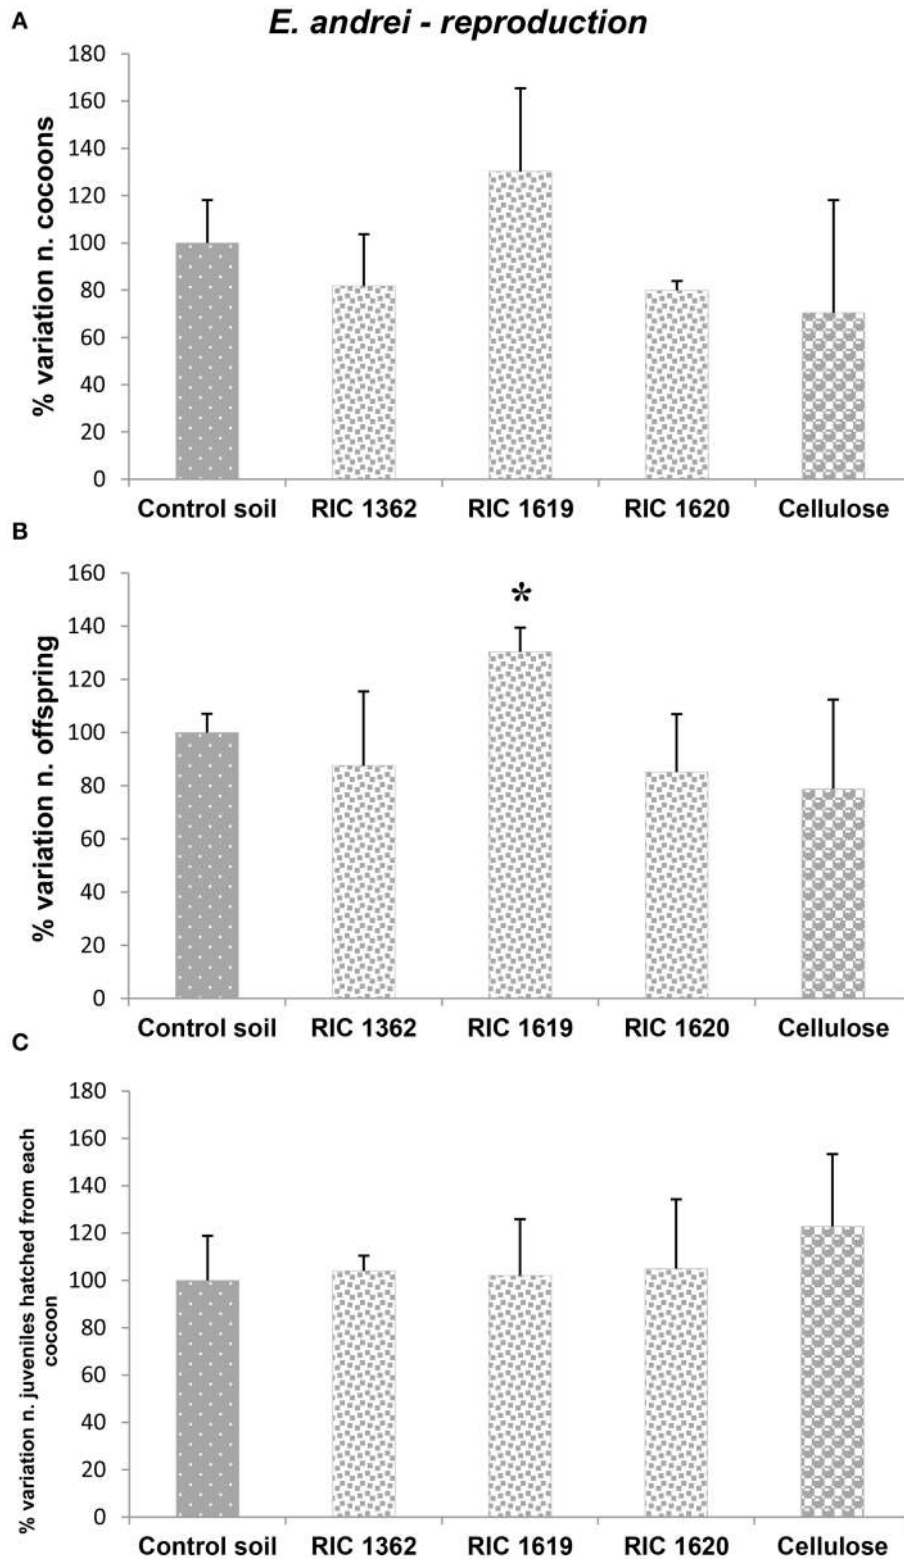 A
E. andrei - reproduction
% variation n. cocoons
180
160
140
120
100
80
60
40
20
0
Control soil RIC 1362 RIC 1619 RIC 1620 Cellulose
B
% variation n. offspring
160
140
120
100
80
60
40
20
0
*
Control soil RIC 1362 RIC 1619 RIC 1620 Cellulose
C
% variation n. juveniles hatched from each
cocoon
180
160
140
120
100
80
60
40
20
0
Control soil RIC 1362 RIC 1619 RIC 1620 Cellulose